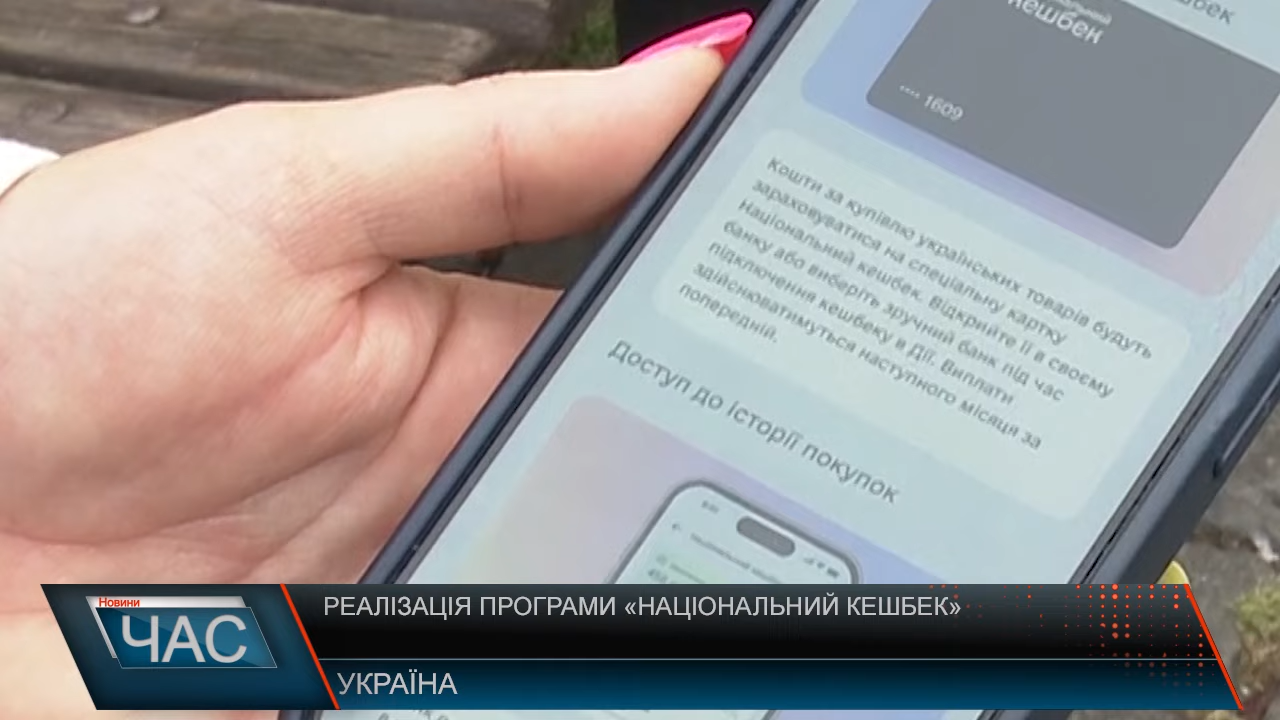 кешбек
•••• 1609
Кошти за купівлю українських товарів будуть
зараховуватися на спеціальну картку
Національний кешбек. Відкрийте її в своєму
банку або виберіть зручний банк під час
підключення кешбеку в Дії. Виплати
здійснюватимуться наступного місяця за
попередній.
Доступ до історії покупок
Новини
ЧАС
РЕАЛІЗАЦІЯ ПРОГРАМИ «НАЦІОНАЛЬНИЙ КЕШБЕК»
УКРАЇНА